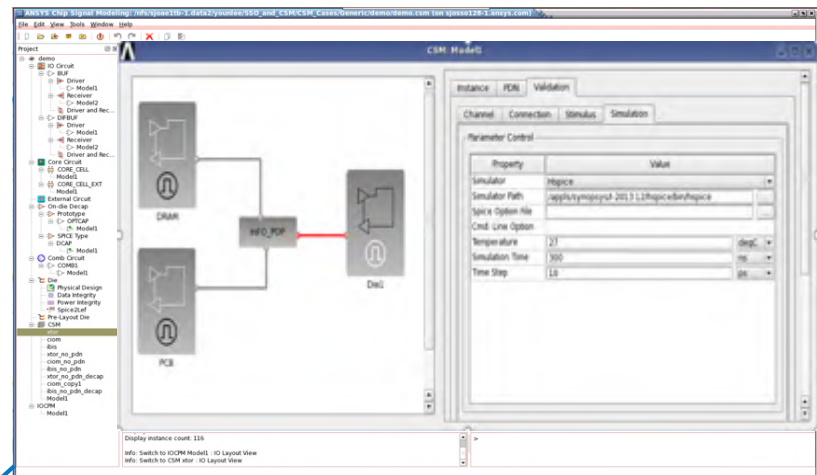 ANSYS Chip Signal Modeling: /nfs/sjoae1tb-1.data2/younlee/SSO_and_CSM/CSM_Cases/Generic/demo/demo.csm (on sjosso128-1.ansys.com)
File Edit View Tools Window Help
Project
demo
IO Circuit
BUF
Driver
Model1
Receiver
Model2
Driver and Rec...
DIFBUF
Driver
Model1
Receiver
Model2
Driver and Rec...
Core Circuit
CORE_CELL
Model1
CORE_CELL_EXT
Model1
External Circuit
On-die Decap
Prototype
OPTCAP
Model1
SPICE Type
DCAP
Model1
Comb Circuit
COMB1
Model1
Die
Physical Design
Data Integrity
Power Integrity
Spice2Lef
Pre-Layout Die
CSM
xtor
ciom
ibis
xtor_no_pdn
ciom_no_pdn
ibis_no_pdn
xtor_no_pdn_decap
ciom_copy1
ibis_no_pdn_decap
Model1
IOCPM
Model1
CSM Model1
DRAM
InFO_POP
Die1
PCB
Instance PDN Validation
Channel Connection Stimulus Simulation
Parameter Control
Property Value
Simulator Hspice
Simulator Path
Spice Option File
Cmd. Line Option
Temperature 27 degC
Simulation Time 300 ns
Time Step 10 ps
Display instance count: 116
Info: Switch to IOCPM Model1 : IO Layout View
Info: Switch to CSM xtor : IO Layout View
>